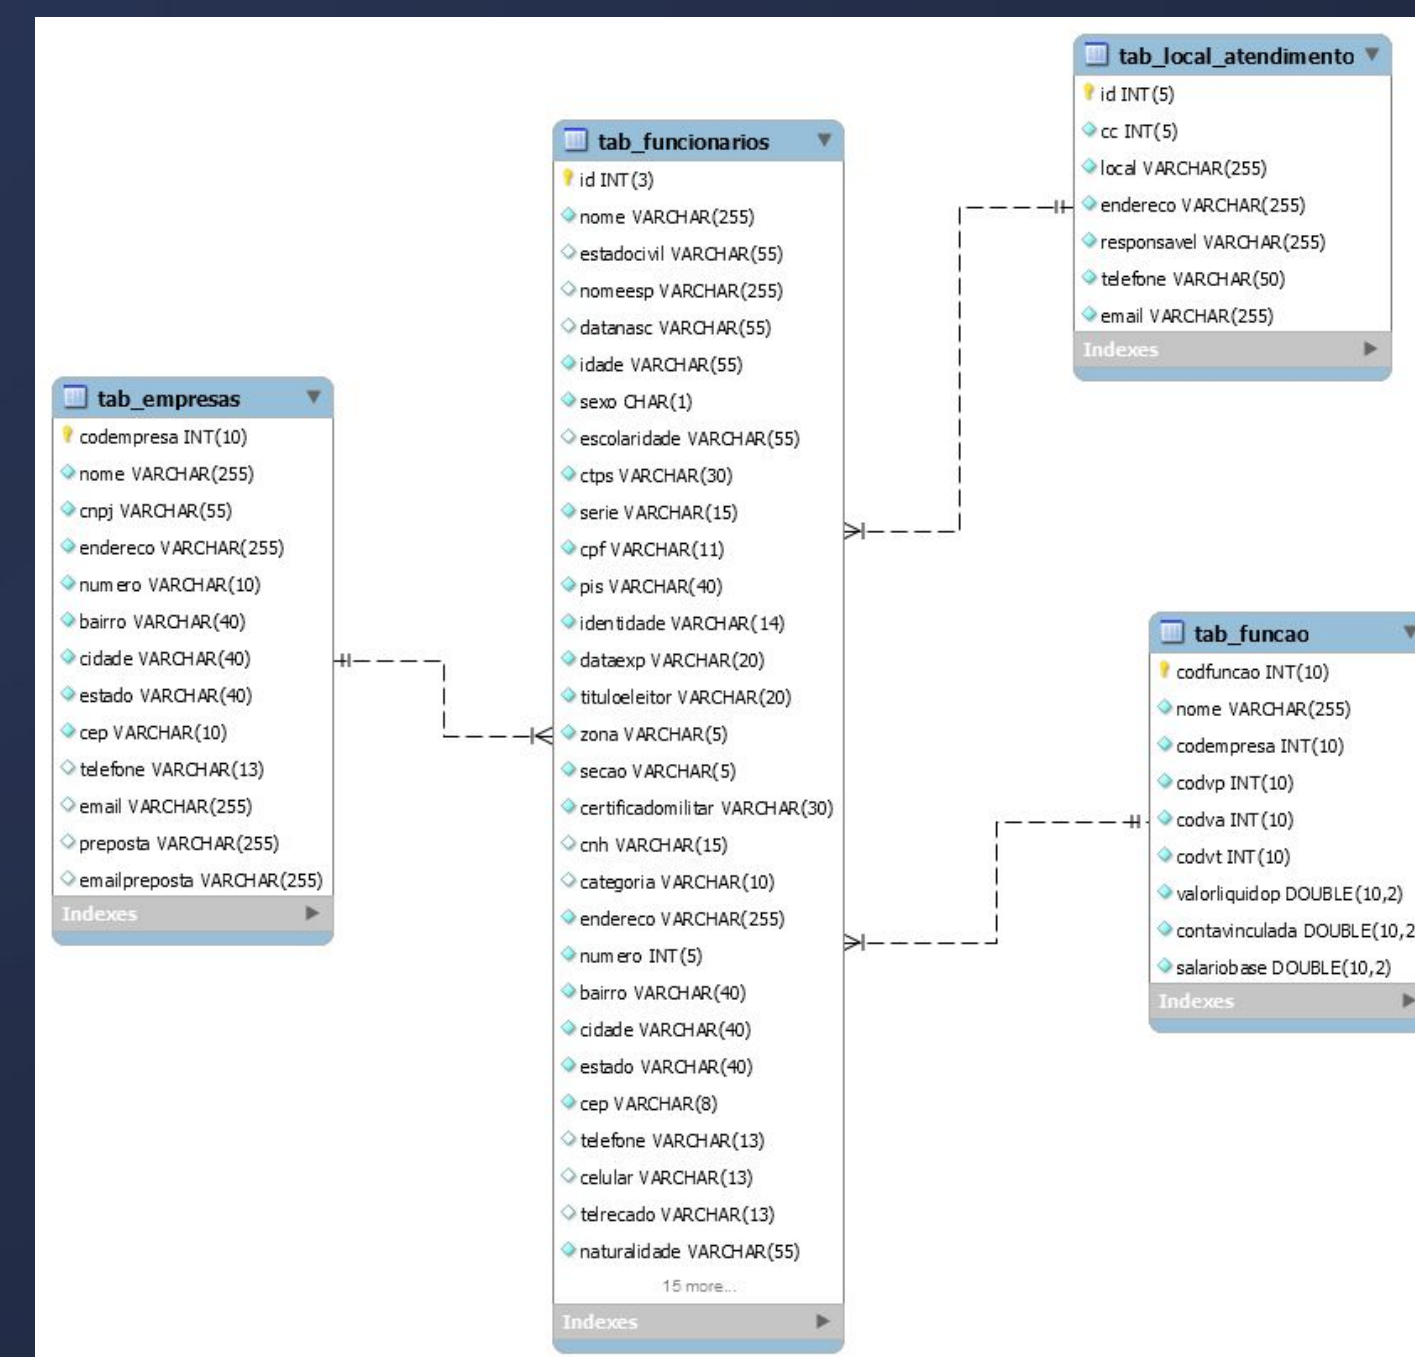 tab_empresas
codempresa INT(10)
nome VARCHAR(255)
cnpj VARCHAR(55)
endereco VARCHAR(255)
numero VARCHAR(10)
bairro VARCHAR(40)
cidade VARCHAR(40)
estado VARCHAR(40)
cep VARCHAR(10)
telefone VARCHAR(13)
email VARCHAR(255)
preposta VARCHAR(255)
emailpreposta VARCHAR(255)
Indexes
tab_funcionarios
id INT(3)
nome VARCHAR(255)
estadocivil VARCHAR(55)
nomeesp VARCHAR(255)
datanasc VARCHAR(55)
idade VARCHAR(55)
sexo CHAR(1)
escolaridade VARCHAR(55)
ctps VARCHAR(30)
serie VARCHAR(15)
cpf VARCHAR(11)
pis VARCHAR(40)
identidade VARCHAR(14)
dataexp VARCHAR(20)
tituloeleitor VARCHAR(20)
zona VARCHAR(5)
secao VARCHAR(5)
certificadomilitar VARCHAR(30)
cnh VARCHAR(15)
categoria VARCHAR(10)
endereco VARCHAR(255)
numero INT(5)
bairro VARCHAR(40)
cidade VARCHAR(40)
estado VARCHAR(40)
cep VARCHAR(8)
telefone VARCHAR(13)
celular VARCHAR(13)
telrecado VARCHAR(13)
naturalidade VARCHAR(55)
15 more...
Indexes
tab_local_atendimento
id INT(5)
cc INT(5)
local VARCHAR(255)
endereco VARCHAR(255)
responsavel VARCHAR(255)
telefone VARCHAR(50)
email VARCHAR(255)
Indexes
tab_funcao
codfuncao INT(10)
nome VARCHAR(255)
codempresa INT(10)
codvp INT(10)
codva INT(10)
codvt INT(10)
valorliquidop DOUBLE(10,2)
contavinculada DOUBLE(10,2
salariobase DOUBLE(10,2)
Indexes